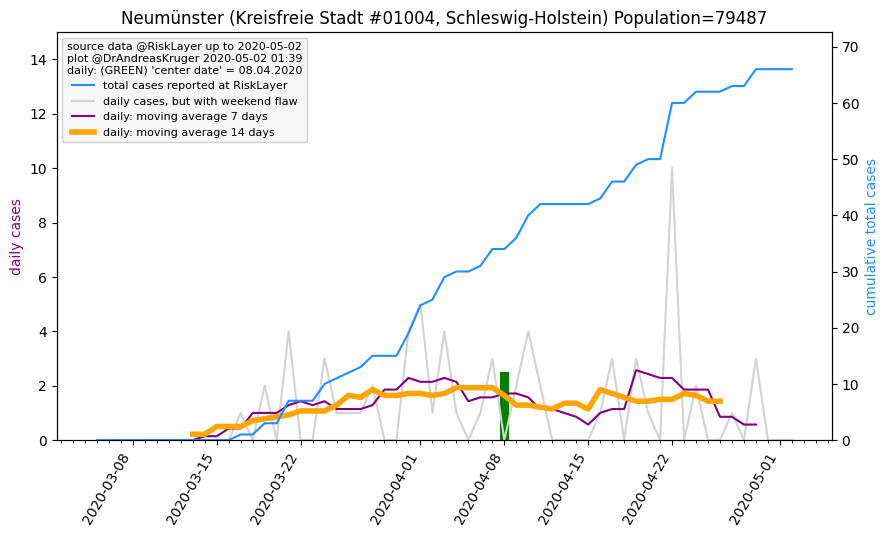 Neumünster (Kreisfreie Stadt #01004, Schleswig-Holstein) Population=79487
source data @RiskLayer up to 2020-05-02
plot @DrAndreasKruger 2020-05-02 01:39
daily: (GREEN) 'center date' = 08.04.2020
total cases reported at RiskLayer
daily cases, but with weekend flaw
daily: moving average 7 days
daily: moving average 14 days
daily cases
14
12
10
8
6
4
2
0
70
60
50
40
30
20
10
0
cumulative total cases
2020-03-08
2020-03-15
2020-03-22
2020-04-01
2020-04-08
2020-04-15
2020-04-22
2020-05-01